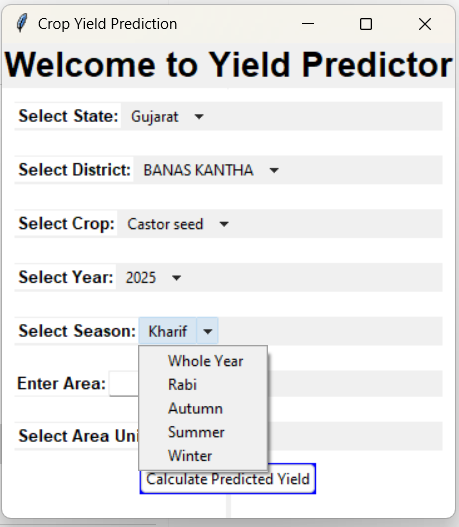 Crop Yield Prediction
Welcome to Yield Predictor
Select State: Gujarat
Select District: BANAS KANTHA
Select Crop: Castor seed
Select Year: 2025
Select Season: Kharif
Whole Year
Rabi
Enter Area:
Autumn
Summer
Select Area Uni
Winter
Calculate Predicted Yield